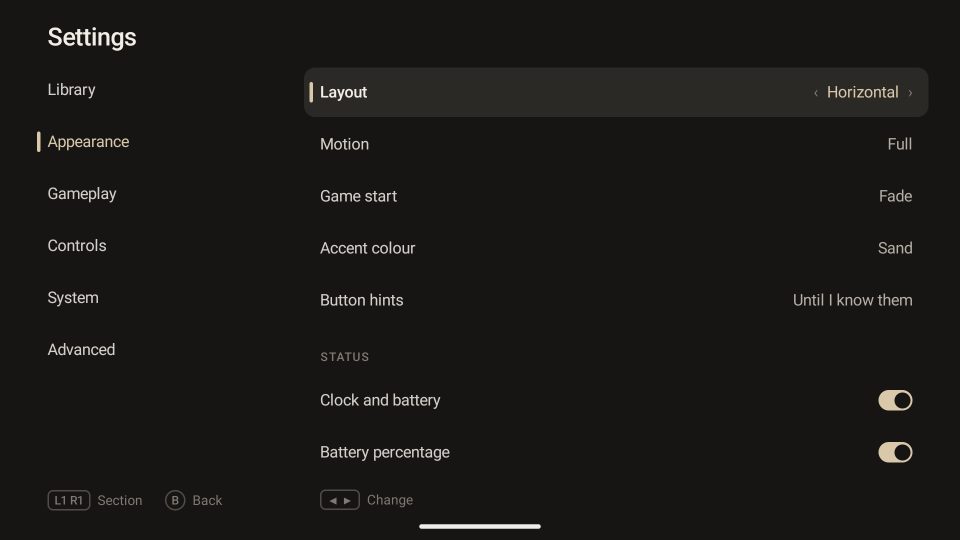 Settings
Library
Appearance
Gameplay
Controls
System
Advanced
Layout ‹ Horizontal ›
Motion Full
Game start Fade
Accent colour Sand
Button hints Until I know them
STATUS
Clock and battery
Battery percentage
L1 R1 Section B Back ◀ ▶ Change